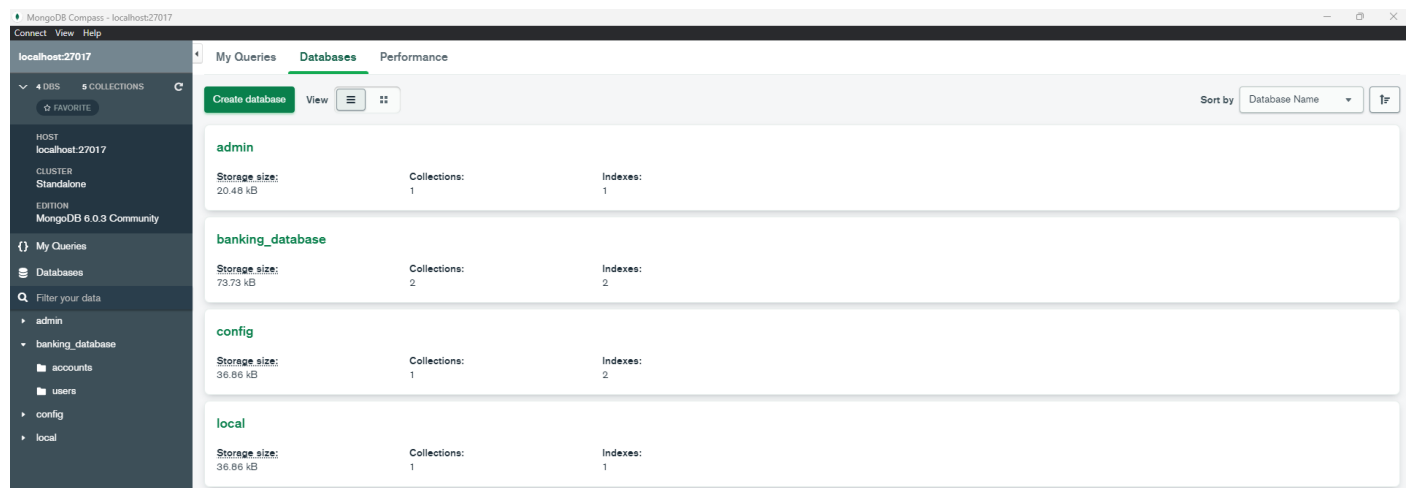 MongoDB Compass - localhost:27017
Connect View Help
localhost:27017
4 DBS 5 COLLECTIONS
FAVORITE
HOST
localhost:27017
CLUSTER
Standalone
EDITION
MongoDB 6.0.3 Community
{} My Queries
Databases
Filter your data
admin
banking_database
accounts
users
config
local
My Queries Databases Performance
Create database View Sort by Database Name
admin
Storage size: Collections: Indexes:
20.48 kB 1 1
banking_database
Storage size: Collections: Indexes:
73.73 kB 2 2
config
Storage size: Collections: Indexes:
36.86 kB 1 2
local
Storage size: Collections: Indexes:
36.86 kB 1 1